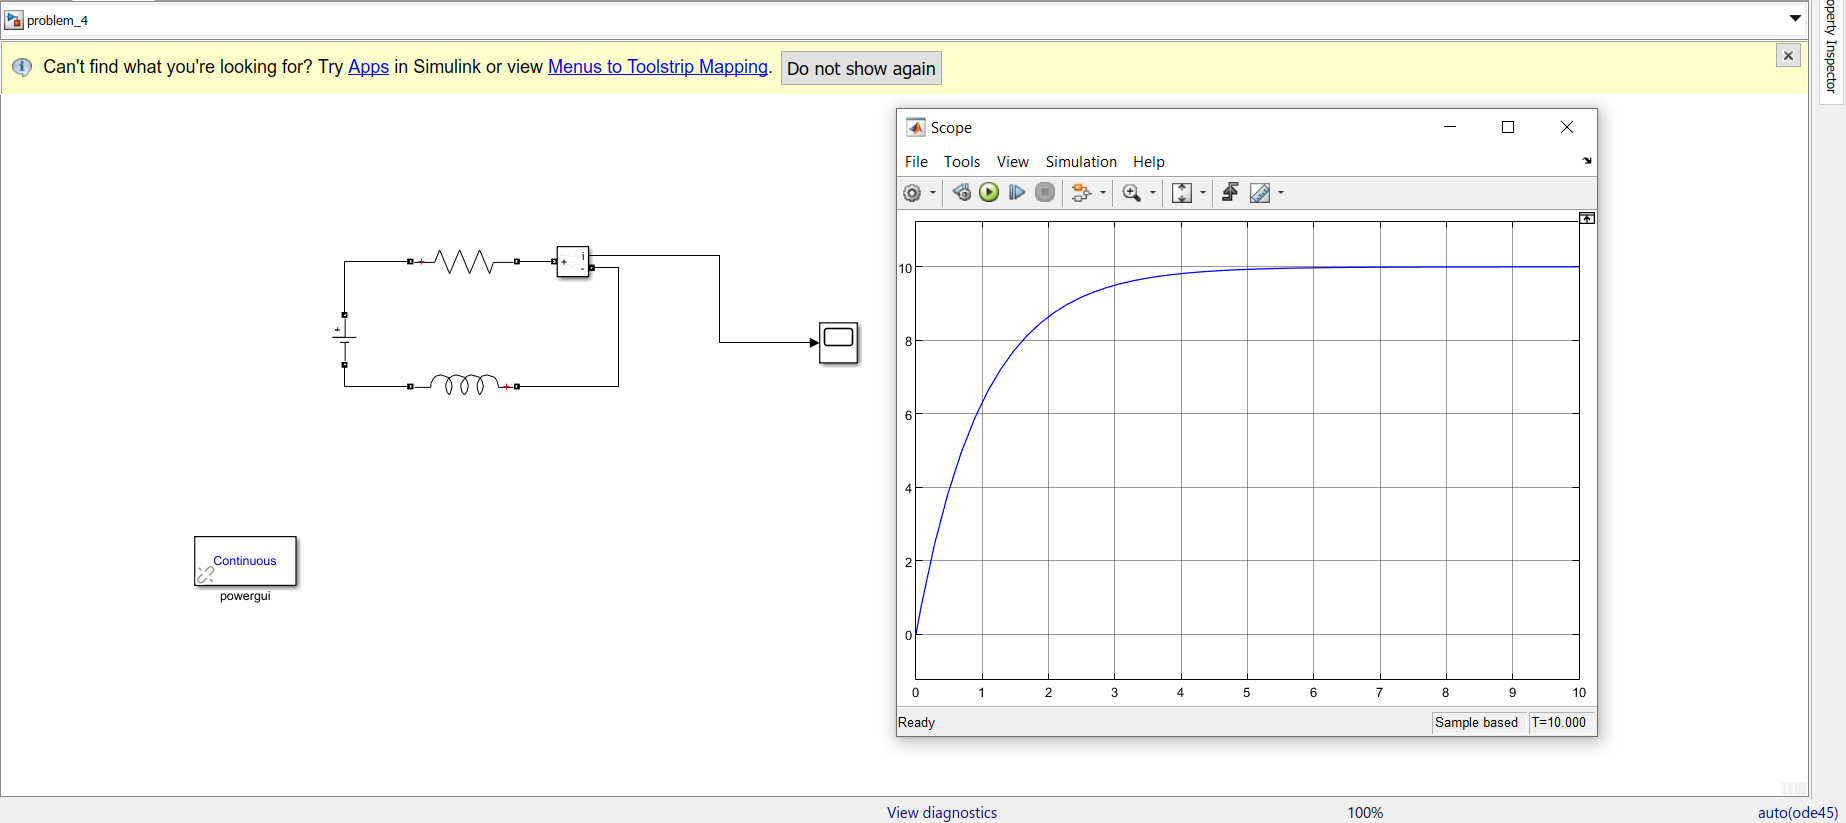 problem_4
operty Inspector
Can't find what you're looking for? Try Apps in Simulink or view Menus to Toolstrip Mapping. Do not show again
Scope
File Tools View Simulation Help
+ + i
-
+
+
Continuous
powergui
10
8
6
4
2
0
0 1 2 3 4 5 6 7 8 9 10
Ready Sample based T=10.000
View diagnostics 100% auto(ode45)